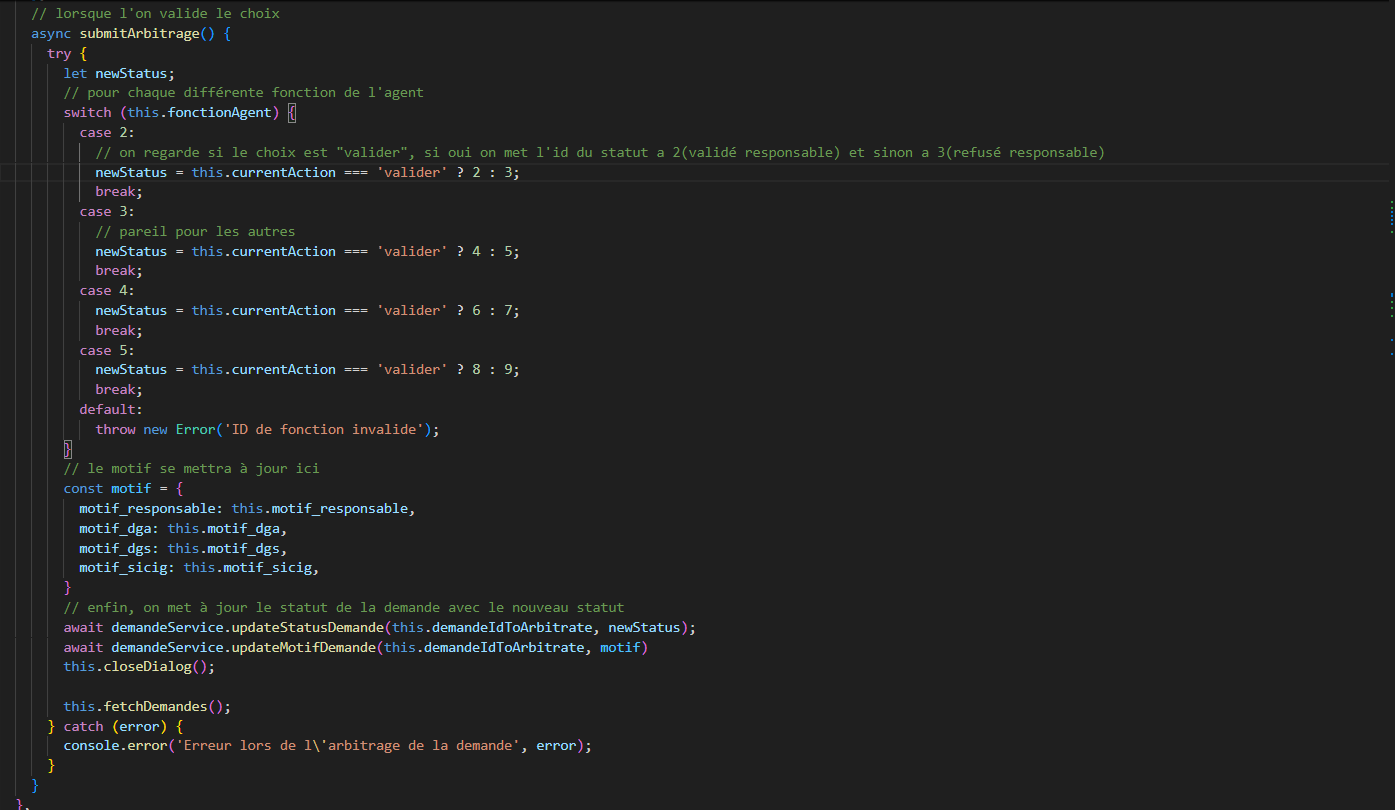 // lorsque l'on valide le choix
async submitArbitrage() {
try {
let newStatus;
// pour chaque différente fonction de l'agent
switch (this.fonctionAgent) {
case 2:
// on regarde si le choix est "valider", si oui on met l'id du statut a 2(validé responsable) et sinon a 3(refusé responsable)
newStatus = this.currentAction === 'valider' ? 2 : 3;
break;
case 3:
// pareil pour les autres
newStatus = this.currentAction === 'valider' ? 4 : 5;
break;
case 4:
newStatus = this.currentAction === 'valider' ? 6 : 7;
break;
case 5:
newStatus = this.currentAction === 'valider' ? 8 : 9;
break;
default:
throw new Error('ID de fonction invalide');
}
// le motif se mettra à jour ici
const motif = {
motif_responsable: this.motif_responsable,
motif_dga: this.motif_dga,
motif_dgs: this.motif_dgs,
motif_sicig: this.motif_sicig,
}
// enfin, on met à jour le statut de la demande avec le nouveau statut
await demandeService.updateStatusDemande(this.demandeIdToArbitrate, newStatus);
await demandeService.updateMotifDemande(this.demandeIdToArbitrate, motif)
this.closeDialog();
this.fetchDemandes();
} catch (error) {
console.error('Erreur lors de l\'arbitrage de la demande', error);
}
}
},